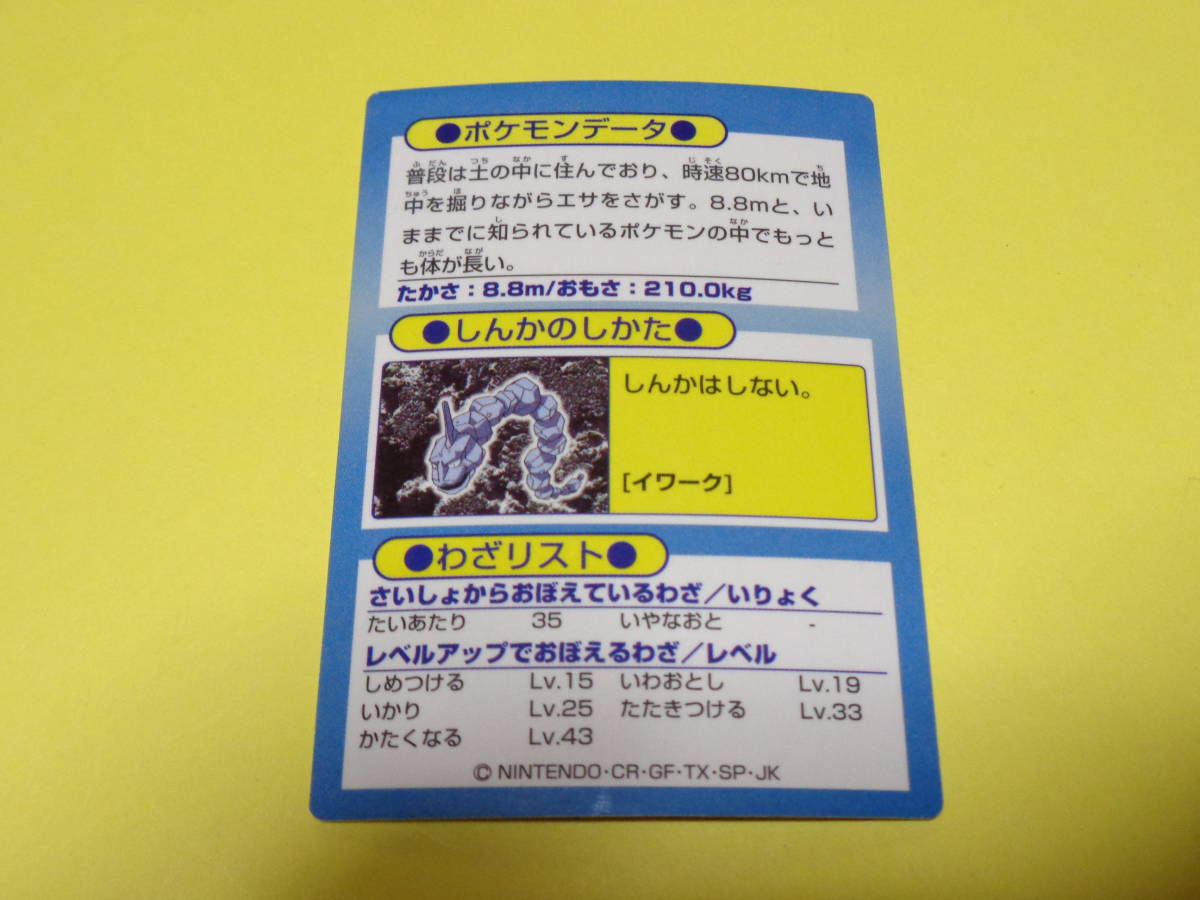 ●ポケモンデータ●
普段は土の中に住んでおり、時速80kmで地
中を掘りながらエサをさがす。8.8mと、い
ままでに知られているポケモンの中でもっと
も体が長い。
たかさ：8.8m/おもさ：210.0kg
●しんかのしかた●
しんかはしない。
[イワーク]
●わざリスト●
さいしょからおぼえているわざ／いりょく
たいあたり 35 いやなおと -
レベルアップでおぼえるわざ／レベル
しめつける Lv.15 いわおとし Lv.19
いかり Lv.25 たたきつける Lv.33
かたくなる Lv.43
© NINTENDO・CR・GF・TX・SP・JK